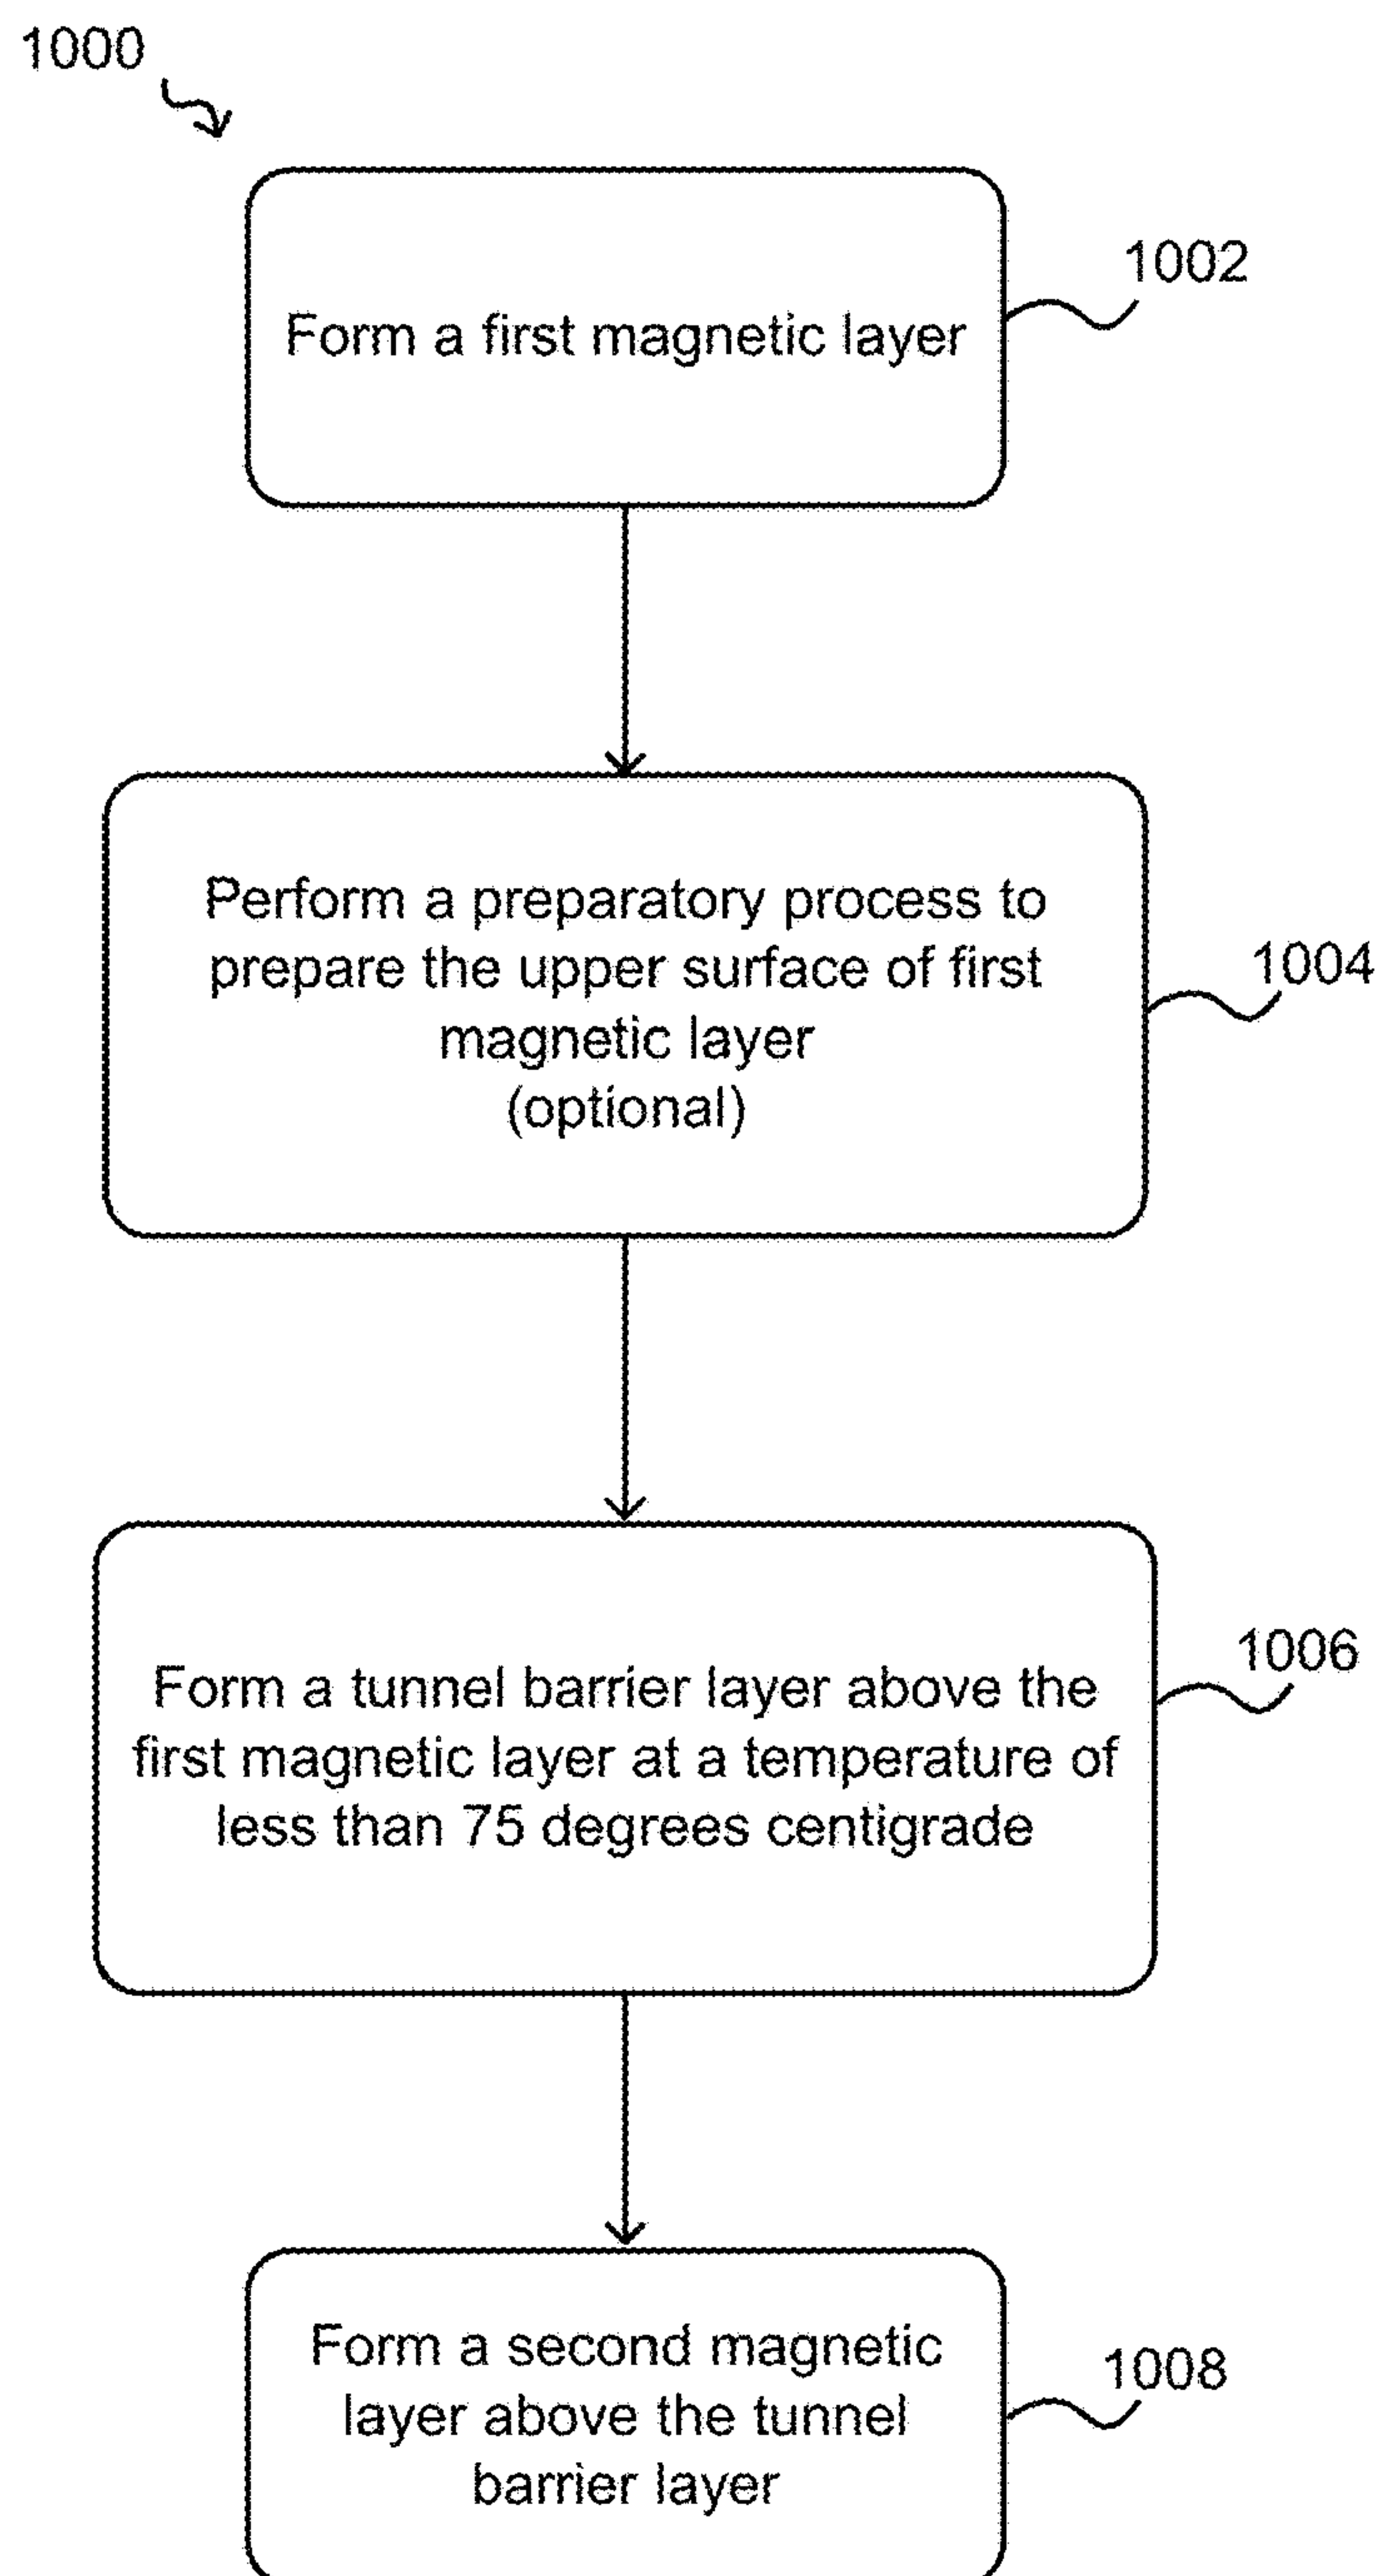 1000
1002
Form a first magnetic layer
Perform a preparatory process to
prepare the upper surface of first
magnetic layer
(optional)
1004
Form a tunnel barrier layer above the
first magnetic layer at a temperature of
less than 75 degrees centigrade
1006
Form a second magnetic
layer above the tunnel
barrier layer
1008